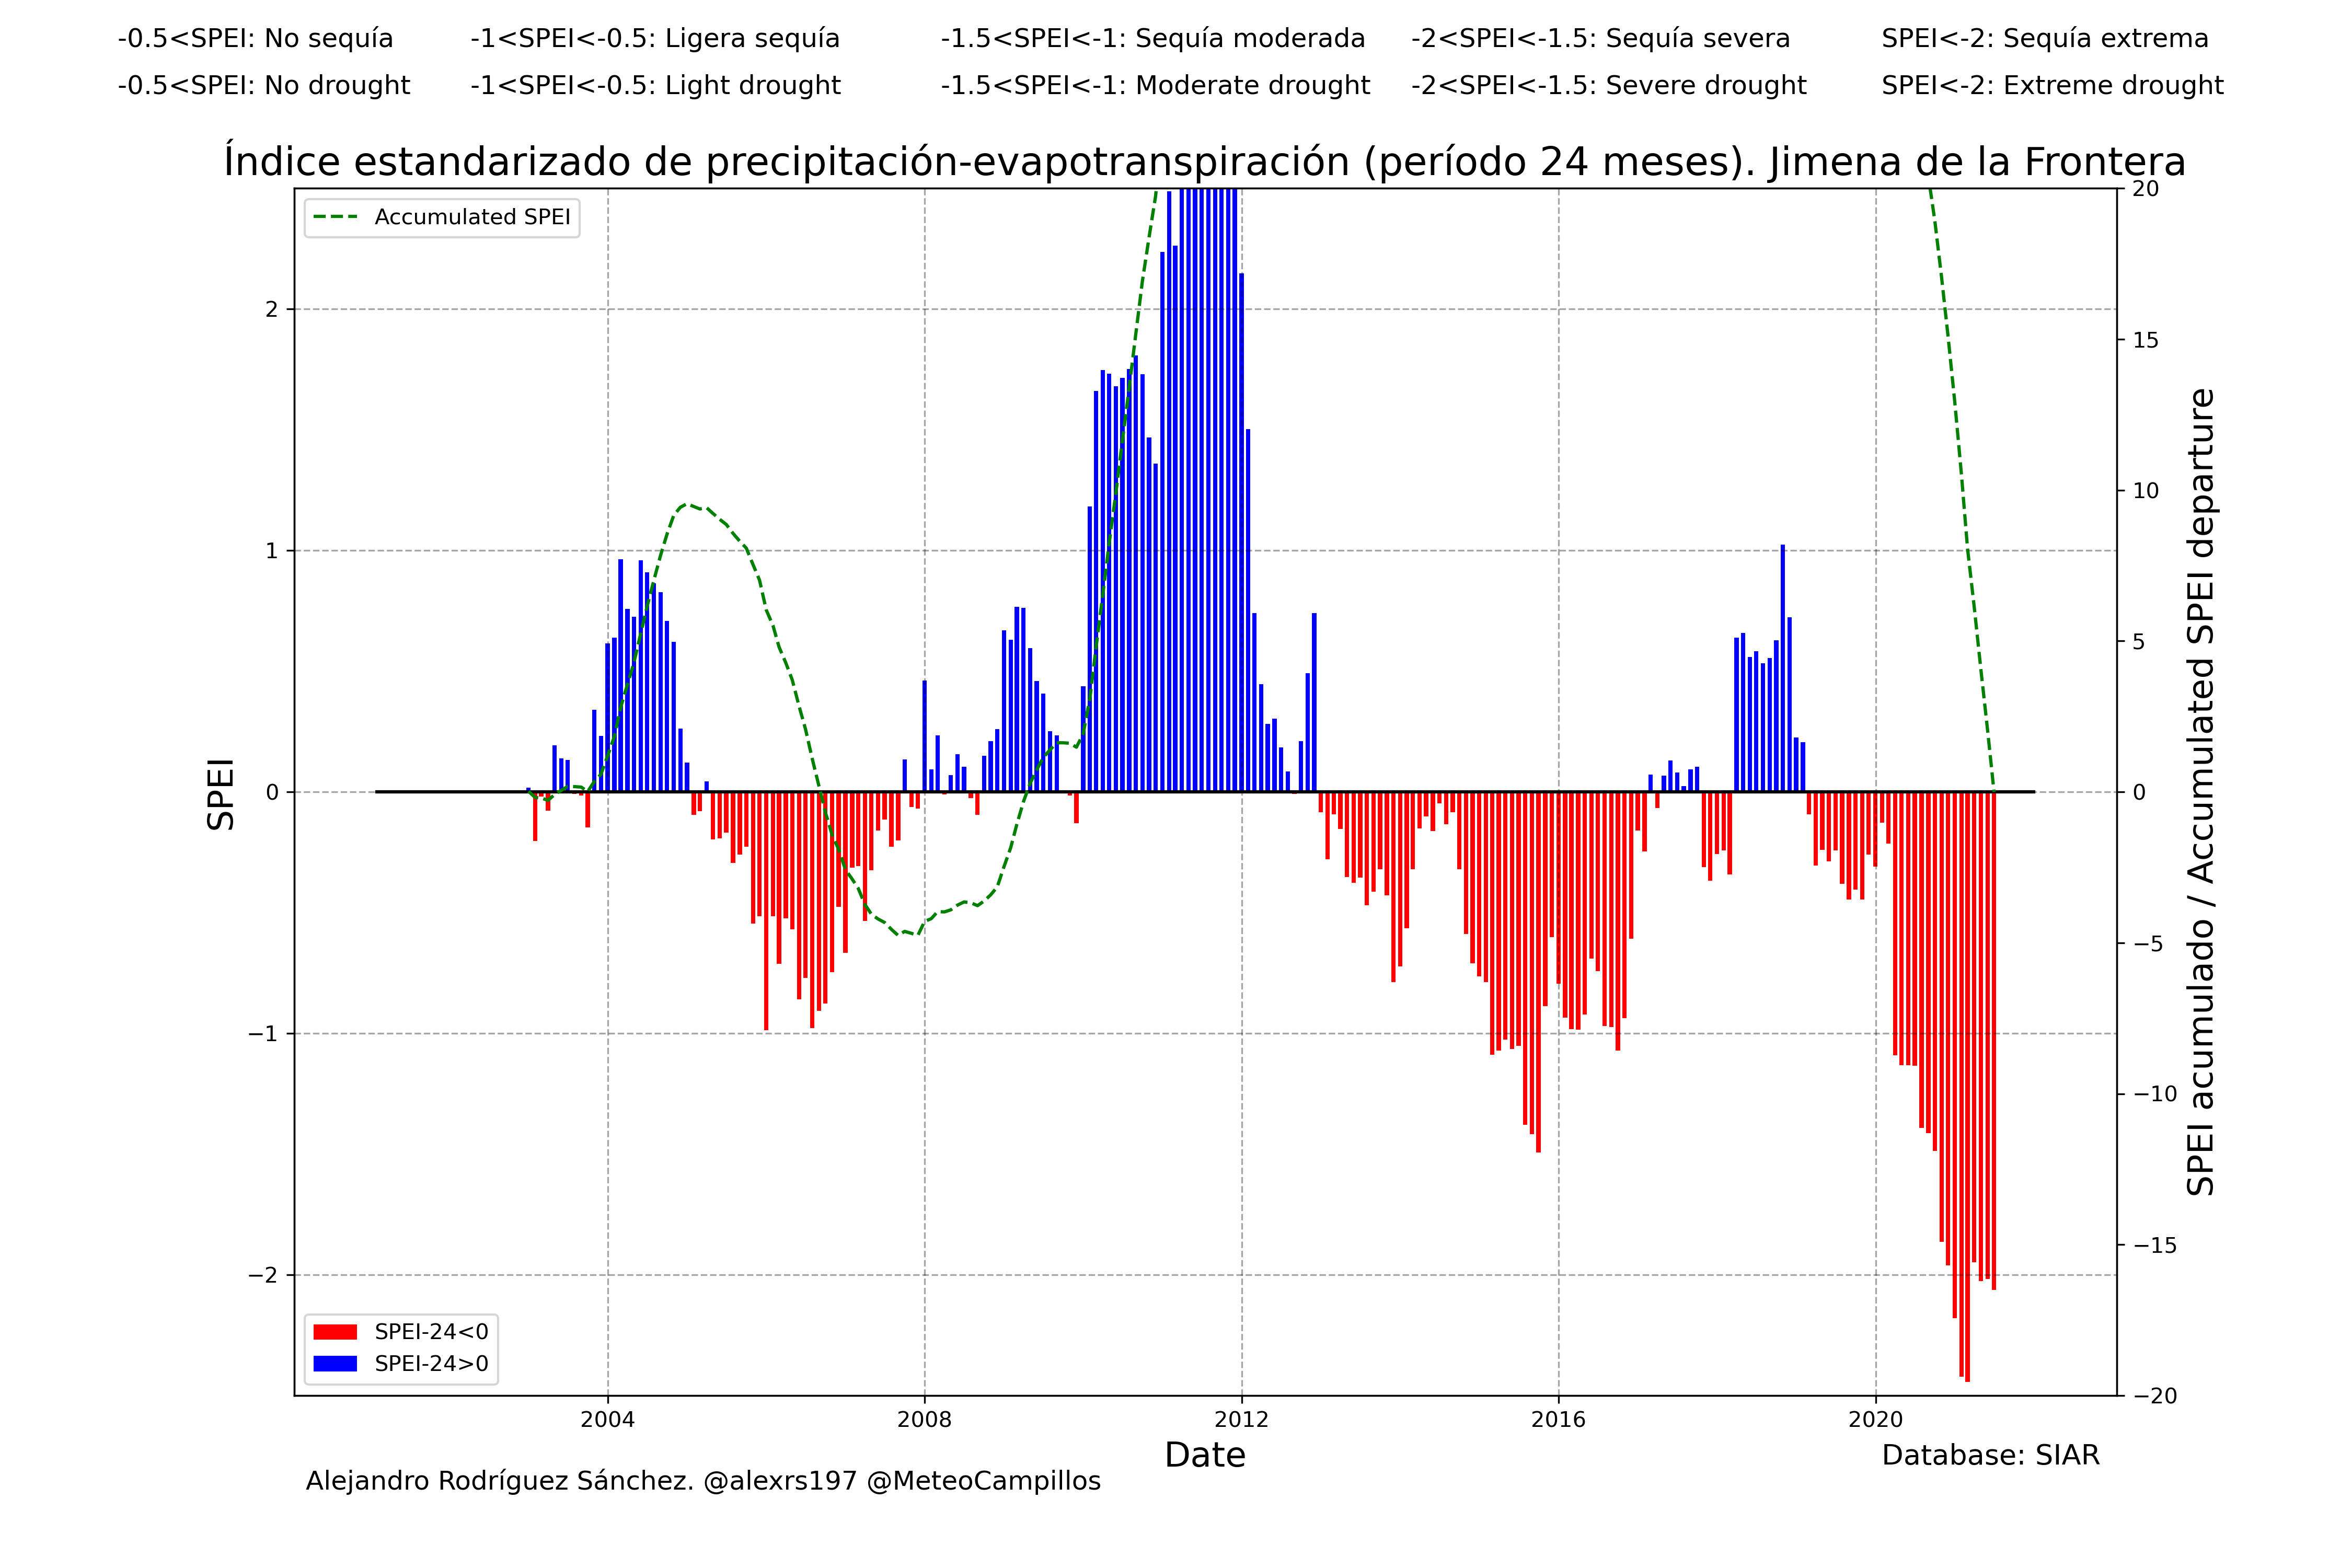 -0.5<SPEI: No sequía -1<SPEI<-0.5: Ligera sequía -1.5<SPEI<-1: Sequía moderada -2<SPEI<-1.5: Sequía severa SPEI<-2: Sequía extrema
-0.5<SPEI: No drought -1<SPEI<-0.5: Light drought -1.5<SPEI<-1: Moderate drought -2<SPEI<-1.5: Severe drought SPEI<-2: Extreme drought
Índice estandarizado de precipitación-evapotranspiración (período 24 meses). Jimena de la Frontera
Accumulated SPEI
SPEI
2
1
0
−1
−2
20
15
10
5
0
−5
−10
−15
−20
SPEI acumulado / Accumulated SPEI departure
SPEI-24<0
SPEI-24>0
2004 2008 2012 2016 2020
Date
Database: SIAR
Alejandro Rodríguez Sánchez. @alexrs197 @MeteoCampillos